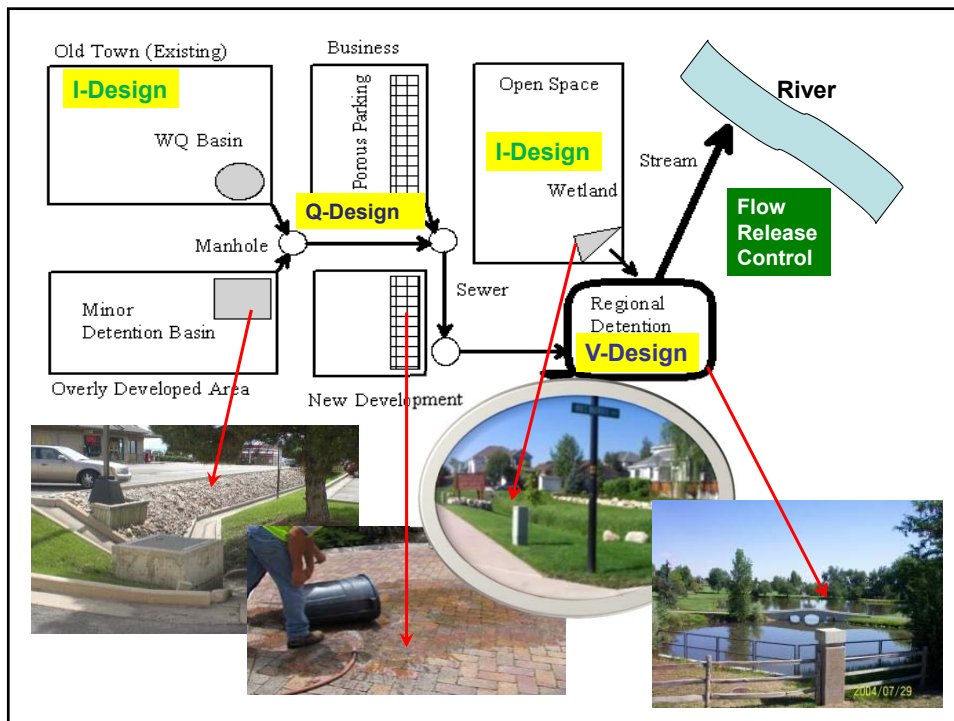 Old Town (Existing)
I-Design
WQ Basin
Business
Porous Parking
Q-Design
Open Space
I-Design
Wetland
Stream
River
Flow
Release
Control
Manhole
Minor
Detention Basin
Overly Developed Area
Sewer
New Development
Regional
Detention
V-Design
2004/07/29